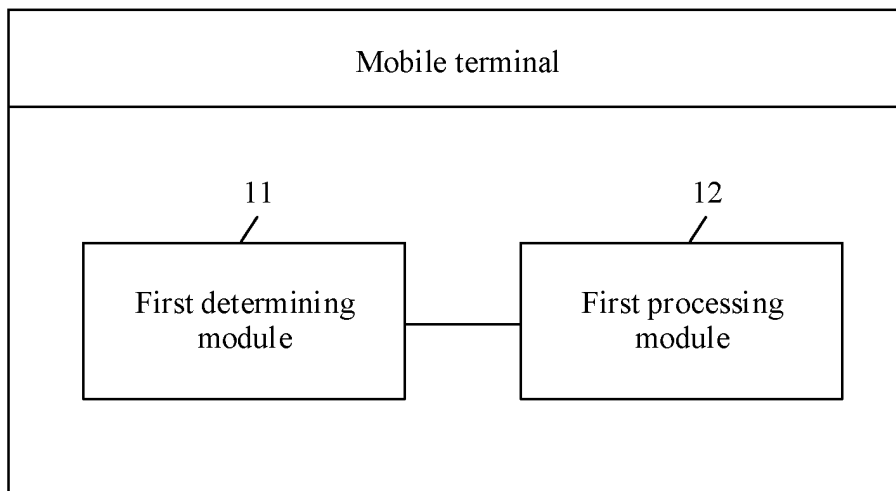 Mobile terminal
11
12
First determining
module
First processing
module